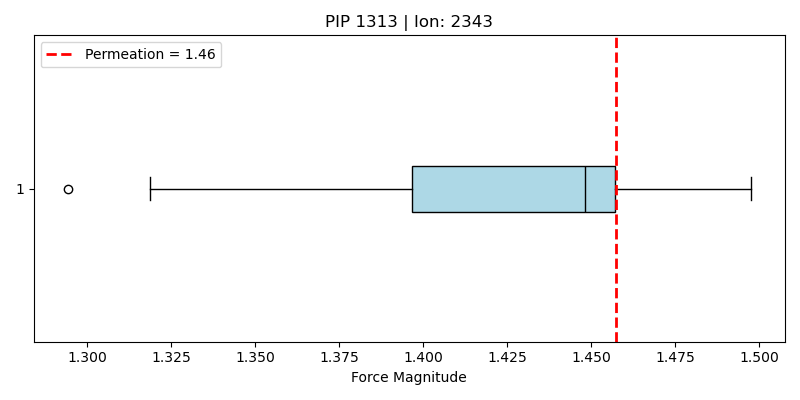 PIP 1313 | Ion: 2343
Permeation = 1.46
1
1.300 1.325 1.350 1.375 1.400 1.425 1.450 1.475 1.500
Force Magnitude